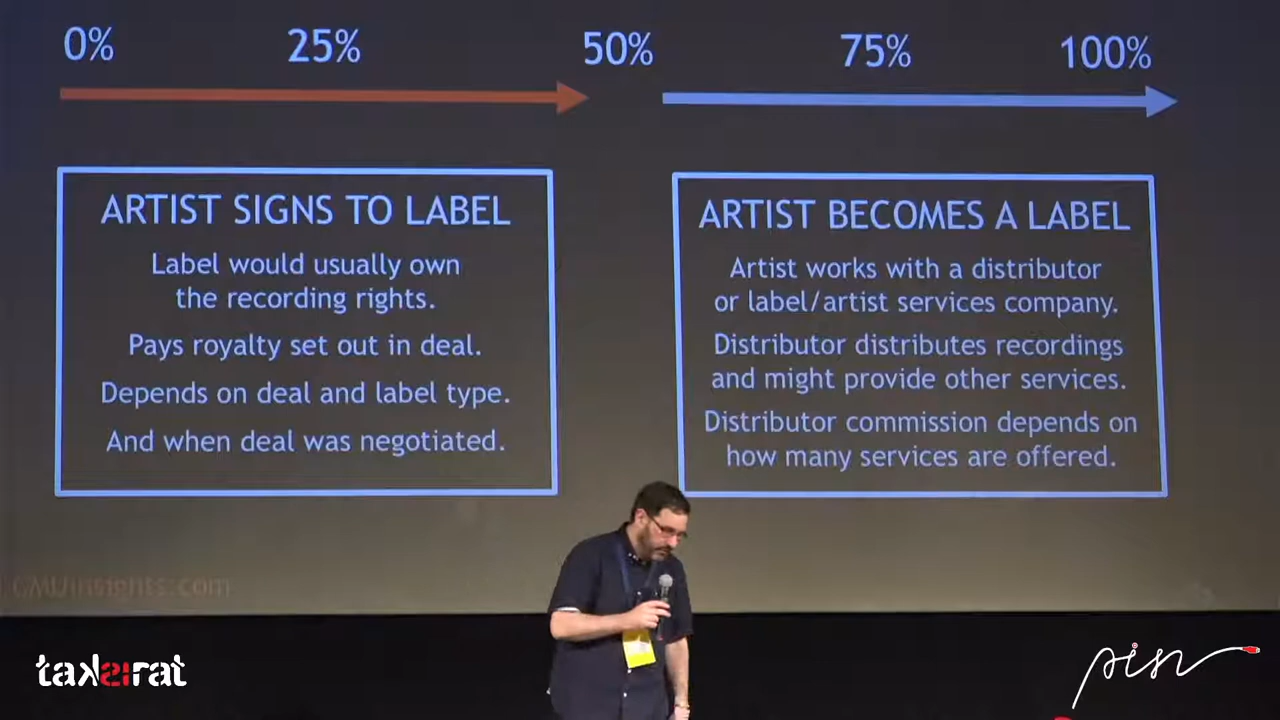 0% 25% 50% 75% 100%
ARTIST SIGNS TO LABEL
Label would usually own
the recording rights.
Pays royalty set out in deal.
Depends on deal and label type.
And when deal was negotiated.
ARTIST BECOMES A LABEL
Artist works with a distributor
or label/artist services company.
Distributor distributes recordings
and might provide other services.
Distributor commission depends on
how many services are offered.
CMUinsights.com
taksirat
pin